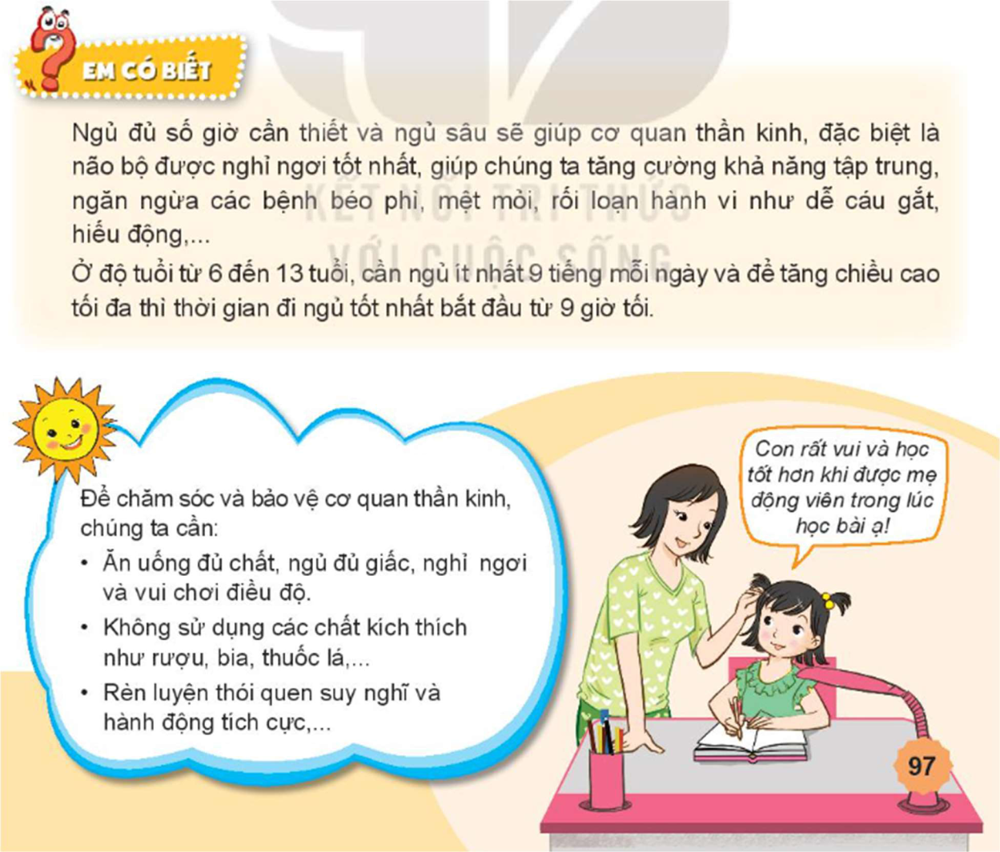 EM CÓ BIẾT
Ngủ đủ số giờ cần thiết và ngủ sâu sẽ giúp cơ quan thần kinh, đặc biệt là
não bộ được nghỉ ngơi tốt nhất, giúp chúng ta tăng cường khả năng tập trung,
ngăn ngừa các bệnh béo phì, mệt mỏi, rối loạn hành vi như dễ cáu gắt,
hiếu động,...
Ở độ tuổi từ 6 đến 13 tuổi, cần ngủ ít nhất 9 tiếng mỗi ngày và để tăng chiều cao
tối đa thì thời gian đi ngủ tốt nhất bắt đầu từ 9 giờ tối.
KẾT NỐI TRI THỨC
VỚI CUỘC SỐNG
Để chăm sóc và bảo vệ cơ quan thần kinh,
chúng ta cần:
• Ăn uống đủ chất, ngủ đủ giấc, nghỉ ngơi
và vui chơi điều độ.
• Không sử dụng các chất kích thích
như rượu, bia, thuốc lá,...
• Rèn luyện thói quen suy nghĩ và
hành động tích cực,...
Con rất vui và học
tốt hơn khi được mẹ
động viên trong lúc
học bài ạ!
97